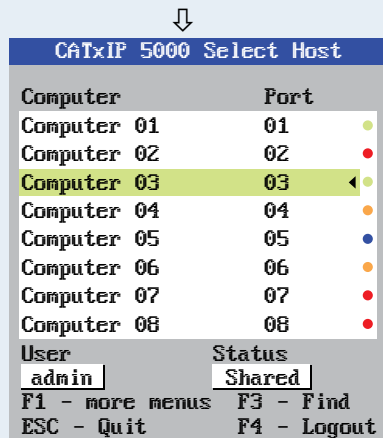 CATxIP 5000 Select Host
Computer Port
Computer 01 01
Computer 02 02
Computer 03 03
Computer 04 04
Computer 05 05
Computer 06 06
Computer 07 07
Computer 08 08
User Status
admin Shared
F1 - more menus F3 - Find
ESC - Quit F4 - Logout